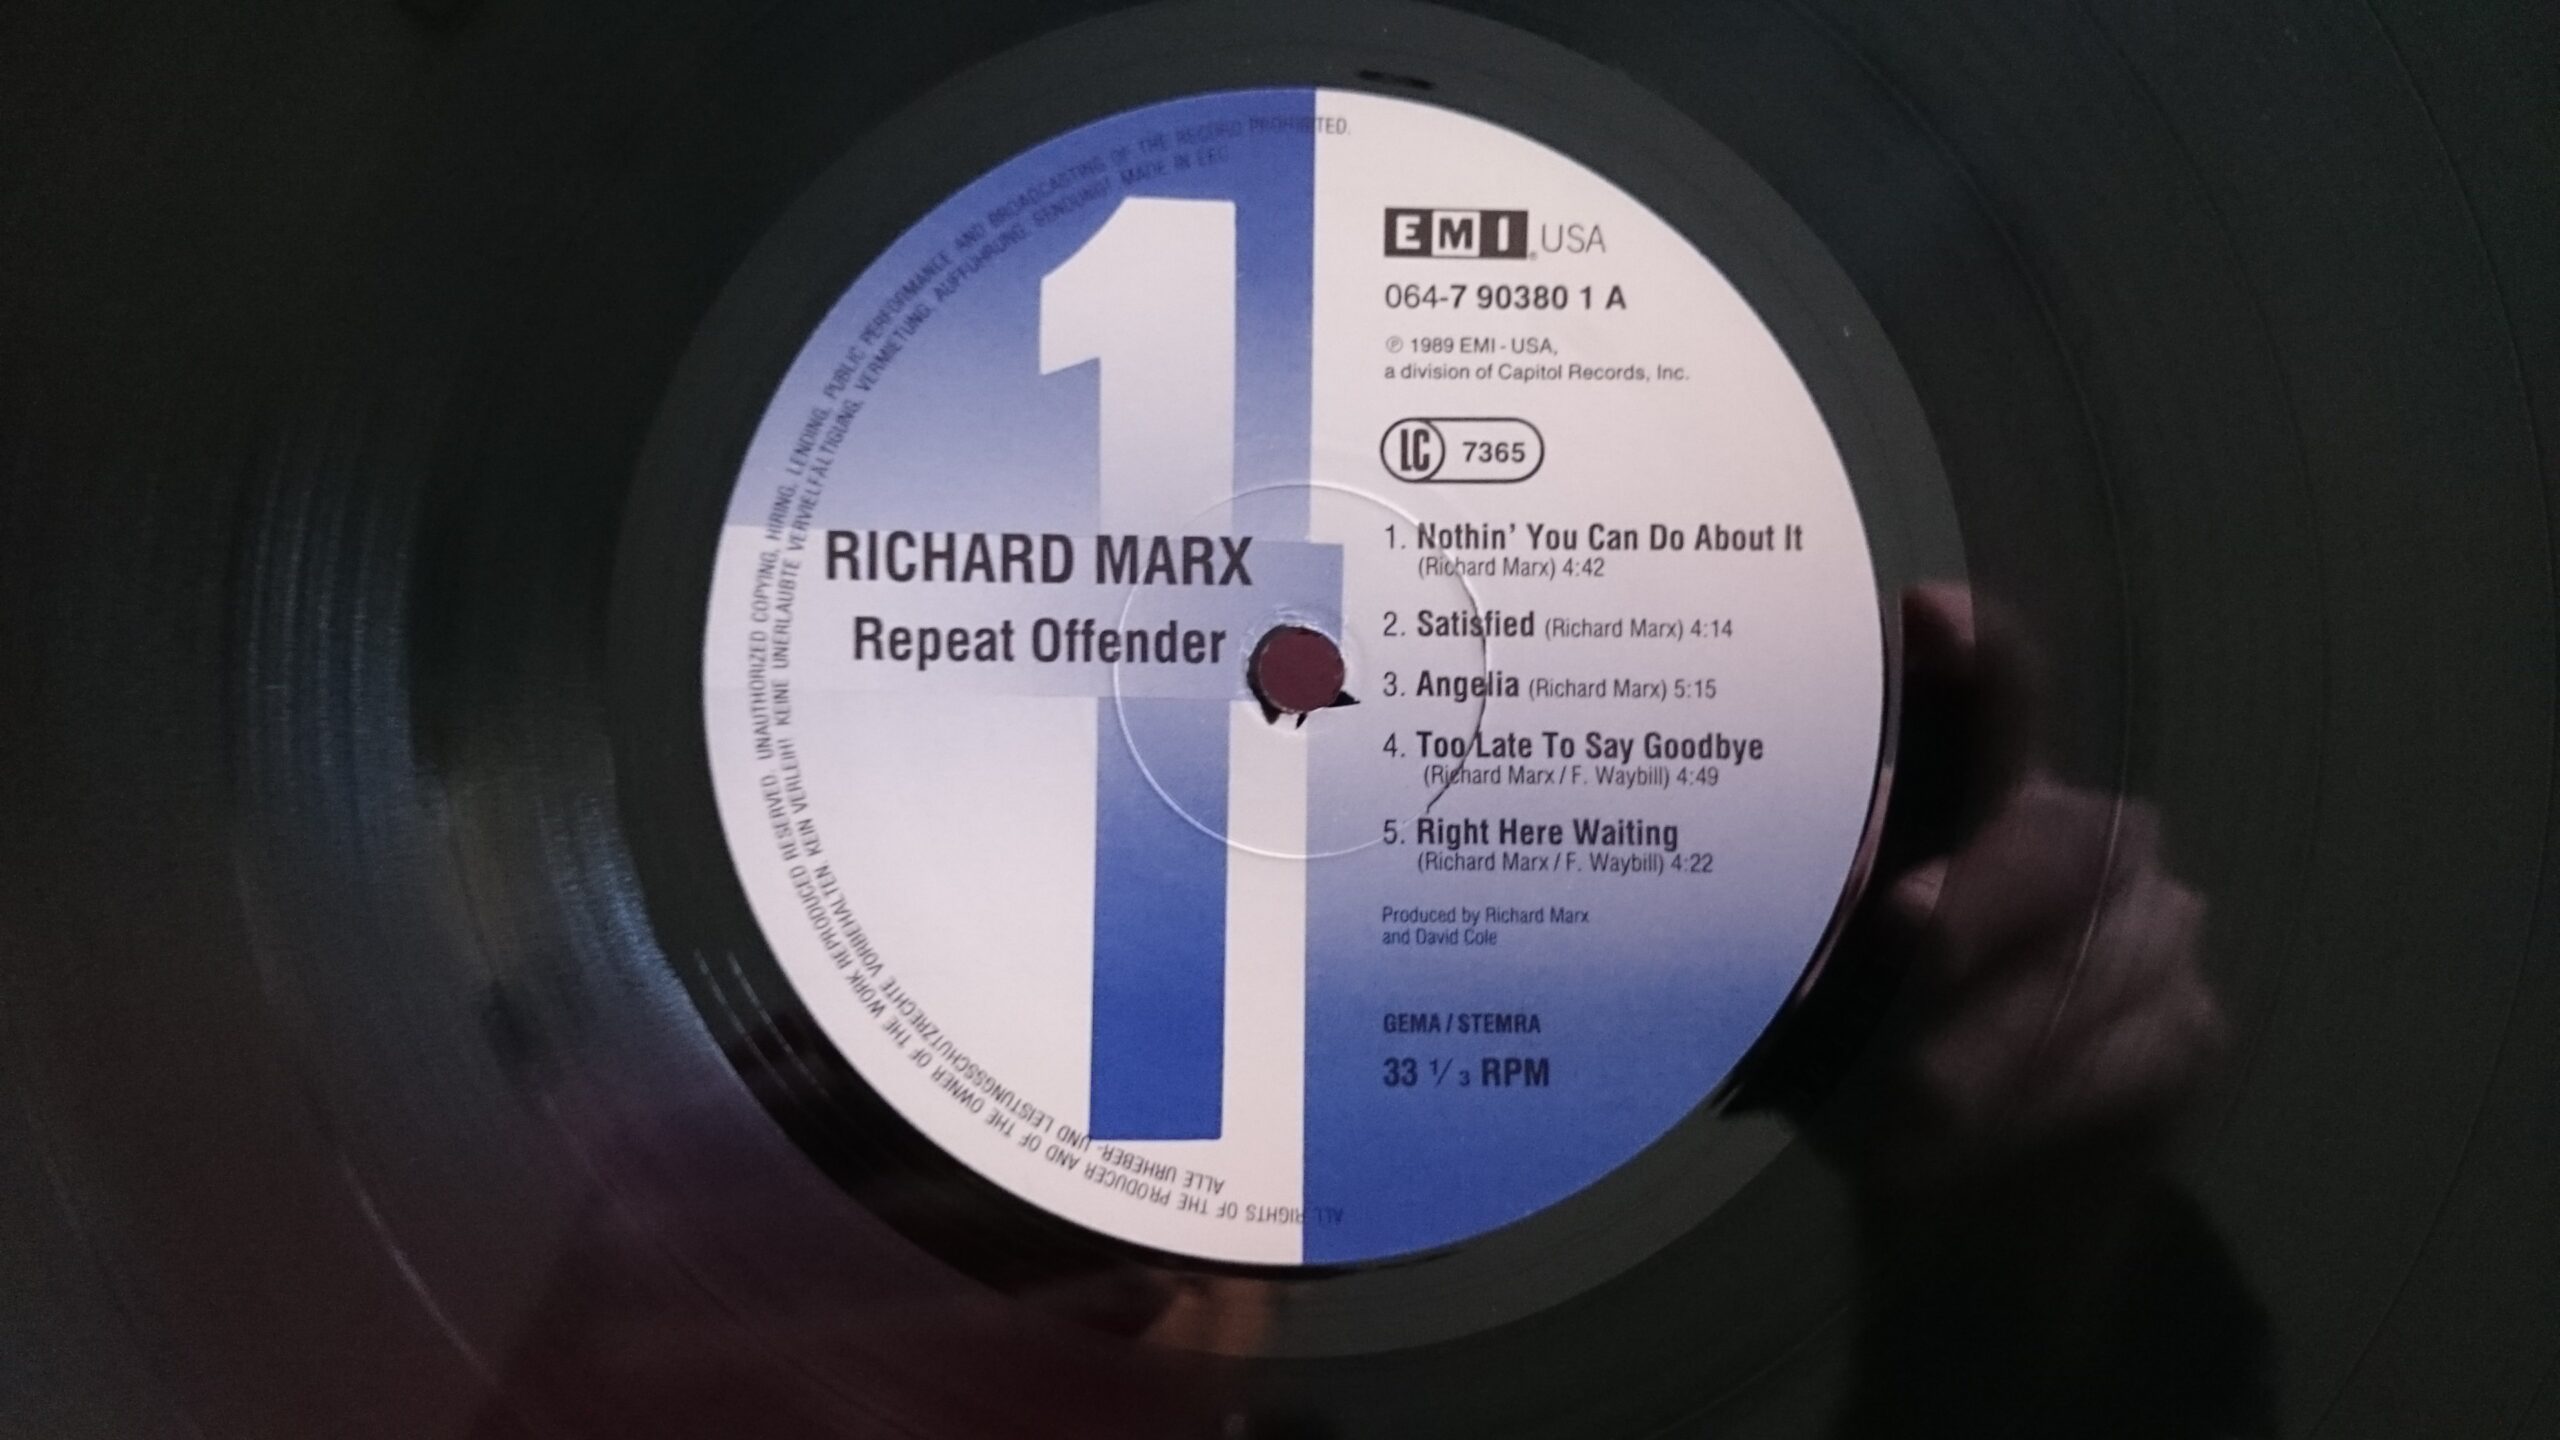 1
RICHARD MARX
Repeat Offender
EMI USA
064-7 90380 1 A
℗ 1989 EMI - USA,
a division of Capitol Records, Inc.
LC 7365
1. Nothin' You Can Do About It
(Richard Marx) 4:42
2. Satisfied (Richard Marx) 4:14
3. Angelia (Richard Marx) 5:15
4. Too Late To Say Goodbye
(Richard Marx / F. Waybill) 4:49
5. Right Here Waiting
(Richard Marx / F. Waybill) 4:22
Produced by Richard Marx
and David Cole
GEMA / STEMRA
33 1/3 RPM
ALL RIGHTS OF THE PRODUCER AND OF THE OWNER OF THE WORK REPRODUCED RESERVED. UNAUTHORIZED COPYING, HIRING, LENDING, PUBLIC PERFORMANCE AND BROADCASTING OF THE RECORD PROHIBITED.
ALLE URHEBER- UND LEISTUNGSSCHUTZRECHTE VORBEHALTEN. KEIN VERLEIH! KEINE UNERLAUBTE VERVIELFÄLTIGUNG, VERMIETUNG, AUFFÜHRUNG, SENDUNG! MADE IN EEC